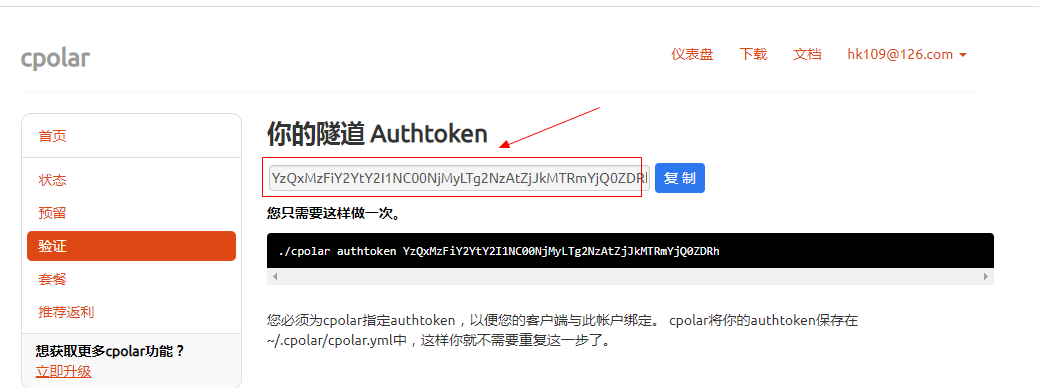 cpolar
仪表盘 下载 文档 hk109@126.com
首页
状态
预留
验证
套餐
推荐返利
想获取更多cpolar功能？
立即升级
你的隧道 Authtoken
YzQxMzFiY2YtY2I1NC00NjMyLTg2NzAtZjJkMTRmYjQ0ZDRl
复制
您只需要这样做一次。
./cpolar authtoken YzQxMzFiY2YtY2I1NC00NjMyLTg2NzAtZjJkMTRmYjQ0ZDRh
您必须为cpolar指定authtoken，以便您的客户端与此帐户绑定。 cpolar将你的authtoken保存在
~/.cpolar/cpolar.yml中，这样你就不需要重复这一步了。